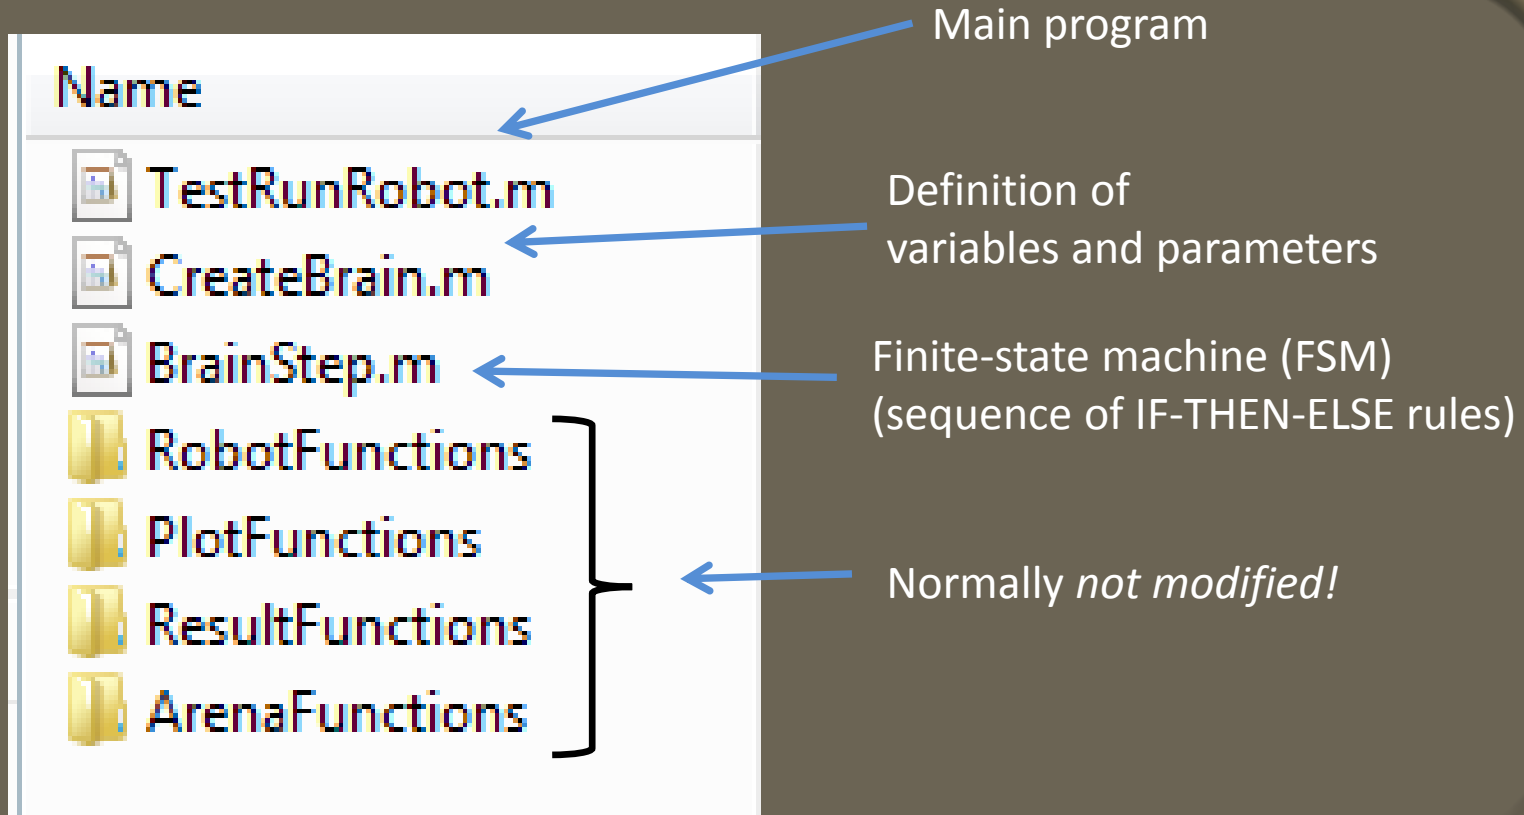 Main program
Name
TestRunRobot.m
Definition of
variables and parameters
CreateBrain.m
BrainStep.m
Finite-state machine (FSM)
(sequence of IF-THEN-ELSE rules)
RobotFunctions
PlotFunctions
Normally not modified!
ResultFunctions
ArenaFunctions